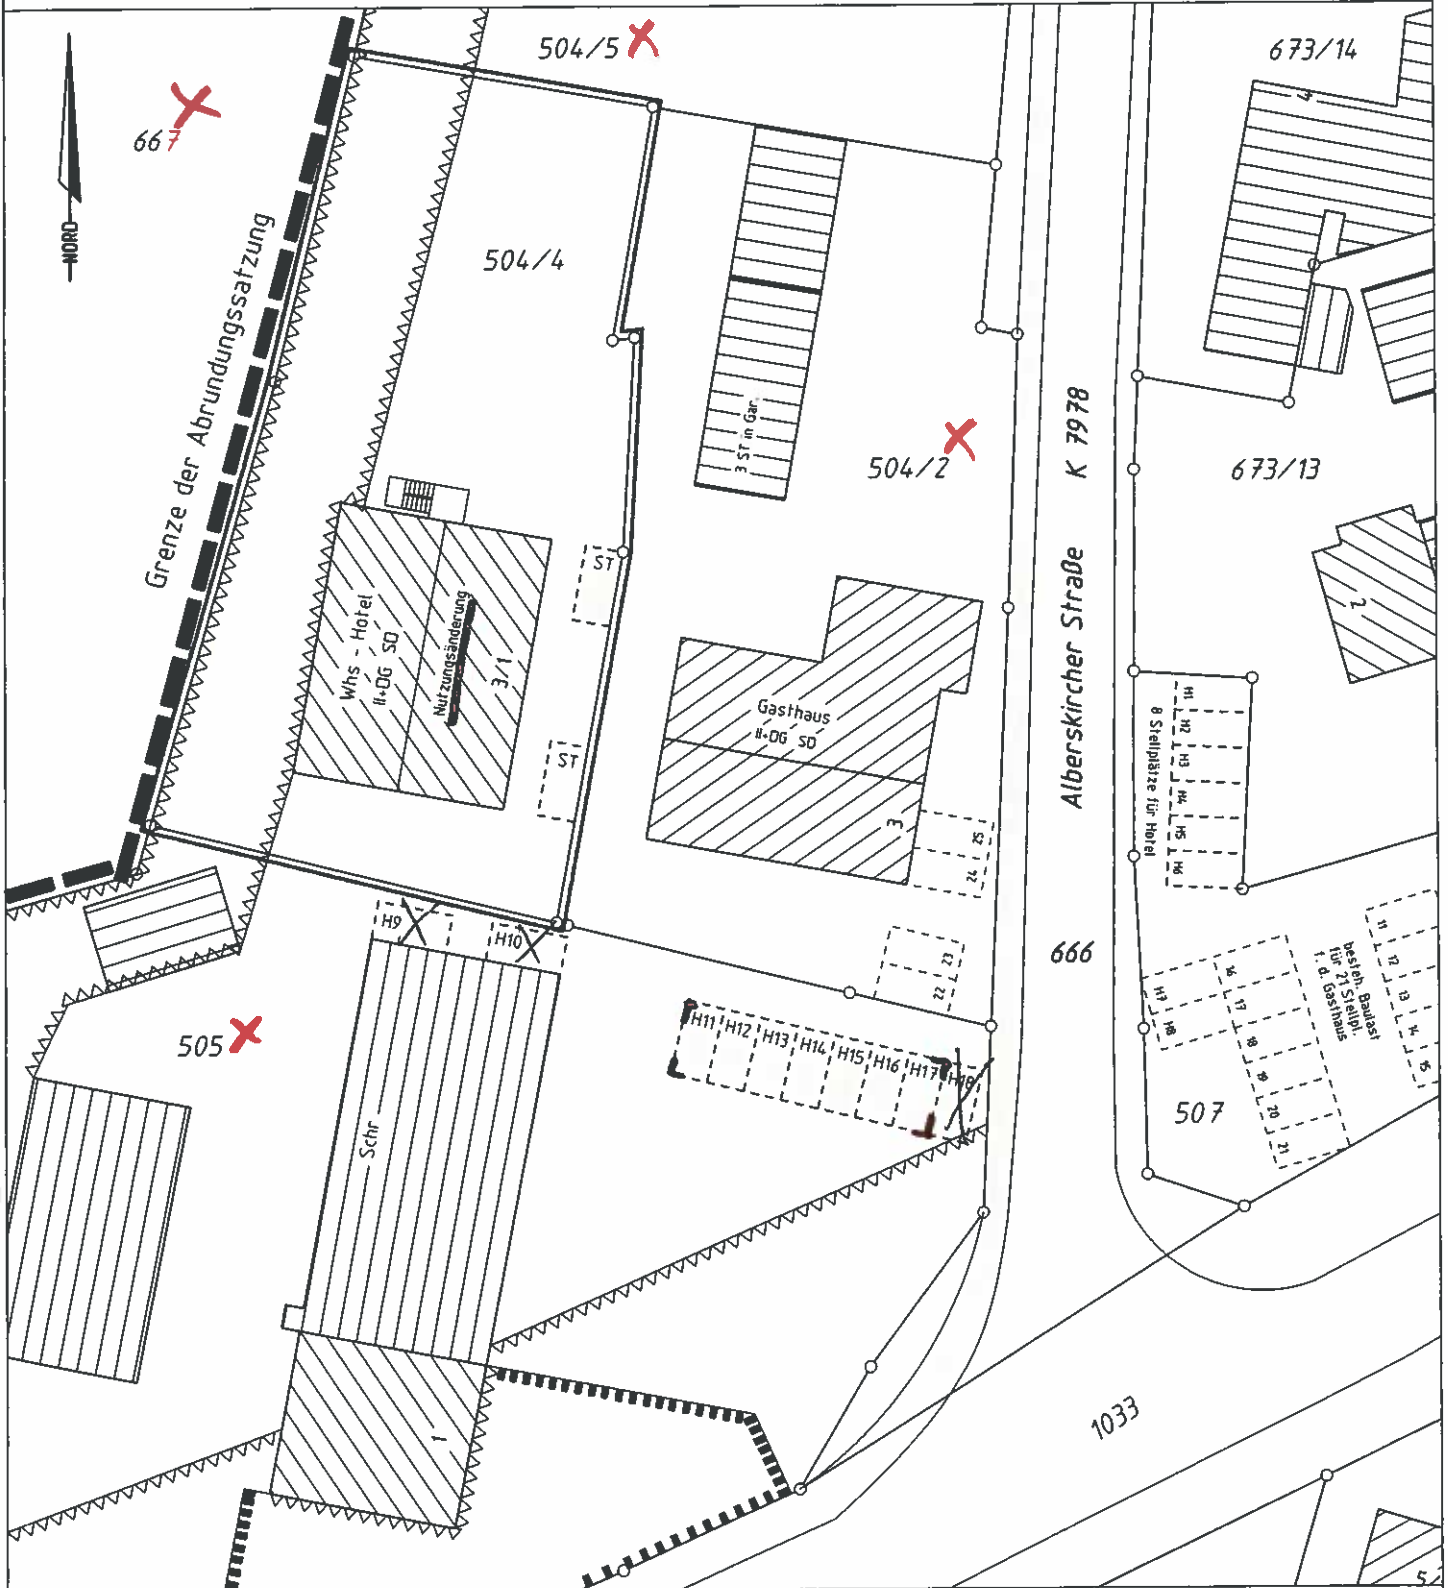 504/5
673/14
4
667
NORD
Grenze der Abrundungssatzung
504/4
3 ST in Gar.
504/2
K 7978
673/13
Alberskircher Straße
ST
Whs - Hotel
II+DG SD
Nutzungsänderung
3/1
2
Gasthaus
II+DG SD
3
ST
H1
H2
H3
H4
H5
H6
8 Stellplätze für Hotel
25
24
23
22
666
H9
H10
H11
H12
H13
H14
H15
H16
H17
H18
505
Schr
H7
H8
16
17
18
19
20
21
besteh. Baulast
für 21 Stellpl.
f. d. Gasthaus
11
12
13
14
15
507
1
1033
5